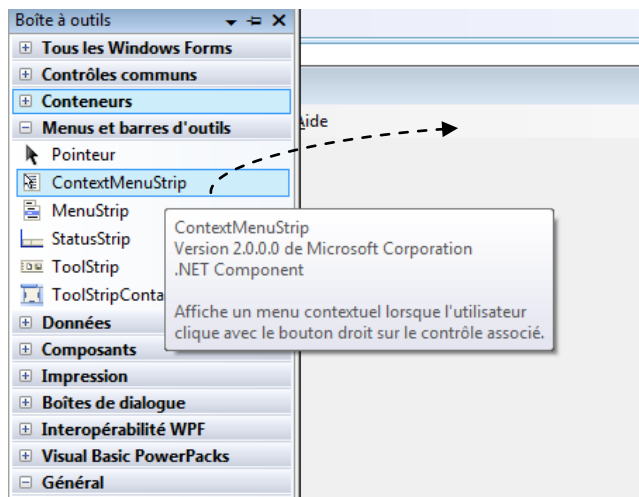 Boîte à outils
Tous les Windows Forms
Contrôles communs
Conteneurs
Menus et barres d'outils
Aide
Pointeur
ContextMenuStrip
MenuStrip
ContextMenuStrip
Version 2.0.0.0 de Microsoft Corporation
.NET Component
Affiche un menu contextuel lorsque l'utilisateur
clique avec le bouton droit sur le contrôle associé.
StatusStrip
ToolStrip
ToolStripConta
Données
Composants
Impression
Boîtes de dialogue
Interopérabilité WPF
Visual Basic PowerPacks
Général